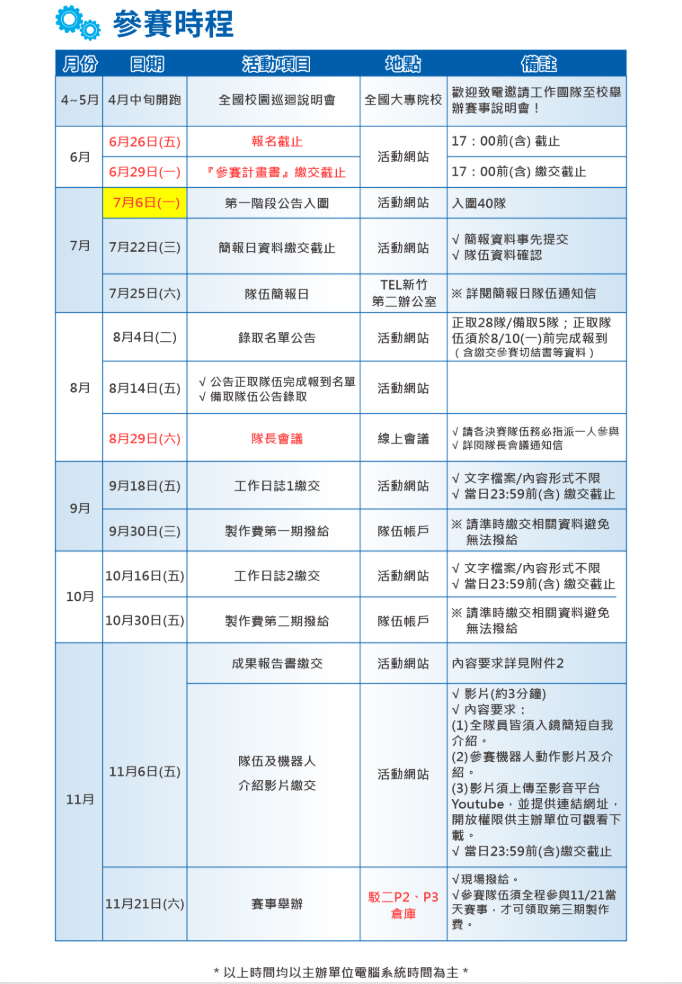 參賽時程
月份 日期 活動項目 地點 備註
4~5月 4月中旬開跑 全國校園巡迴說明會 全國大專院校 歡迎致電邀請工作團隊至校舉
辦賽事說明會！
6月
6月26日(五) 報名截止 活動網站 17：00前(含) 截止
6月29日(一) 『參賽計畫書』繳交截止 17：00前(含) 繳交截止
7月
7月6日(一) 第一階段公告入圍 活動網站 入圍40隊
7月22日(三) 簡報日資料繳交截止 活動網站 √ 簡報資料事先提交
√ 隊伍資料確認
7月25日(六) 隊伍簡報日 TEL新竹
第二辦公室
※ 詳閱簡報日隊伍通知信
8月
8月4日(二) 錄取名單公告 活動網站 正取28隊/備取5隊；正取隊
伍須於8/10(一)前完成報到
（含繳交參賽切結書等資料）
8月14日(五) √ 公告正取隊伍完成報到名單
√ 備取隊伍公告錄取
活動網站
8月29日(六) 隊長會議 線上會議 √ 請各決賽隊伍務必指派一人參與
√ 詳閱隊長會議通知信
9月
9月18日(五) 工作日誌1繳交 活動網站 √ 文字檔案/內容形式不限
√ 當日23:59前(含) 繳交截止
9月30日(三) 製作費第一期撥給 隊伍帳戶 ※ 請準時繳交相關資料避免
無法撥給
10月
10月16日(五) 工作日誌2繳交 活動網站 √ 文字檔案/內容形式不限
√ 當日23:59前(含) 繳交截止
10月30日(五) 製作費第二期撥給 隊伍帳戶 ※ 請準時繳交相關資料避免
無法撥給
11月
11月6日(五)
成果報告書繳交 活動網站 內容要求詳見附件2
隊伍及機器人
介紹影片繳交
活動網站
√ 影片(約3分鐘)
√ 內容要求：
(1)全隊員皆須入鏡簡短自我
介紹。
(2)參賽機器人動作影片及介
紹。
(3)影片須上傳至影音平台
Youtube，並提供連結網址，
開放權限供主辦單位可觀看下
載。
√ 當日23:59前(含)繳交截止
11月21日(六) 賽事舉辦 駁二P2、P3
倉庫
√現場撥給。
√參賽隊伍須全程參與11/21當
天賽事，才可領取第三期製作
費。
* 以上時間均以主辦單位電腦系統時間為主 *